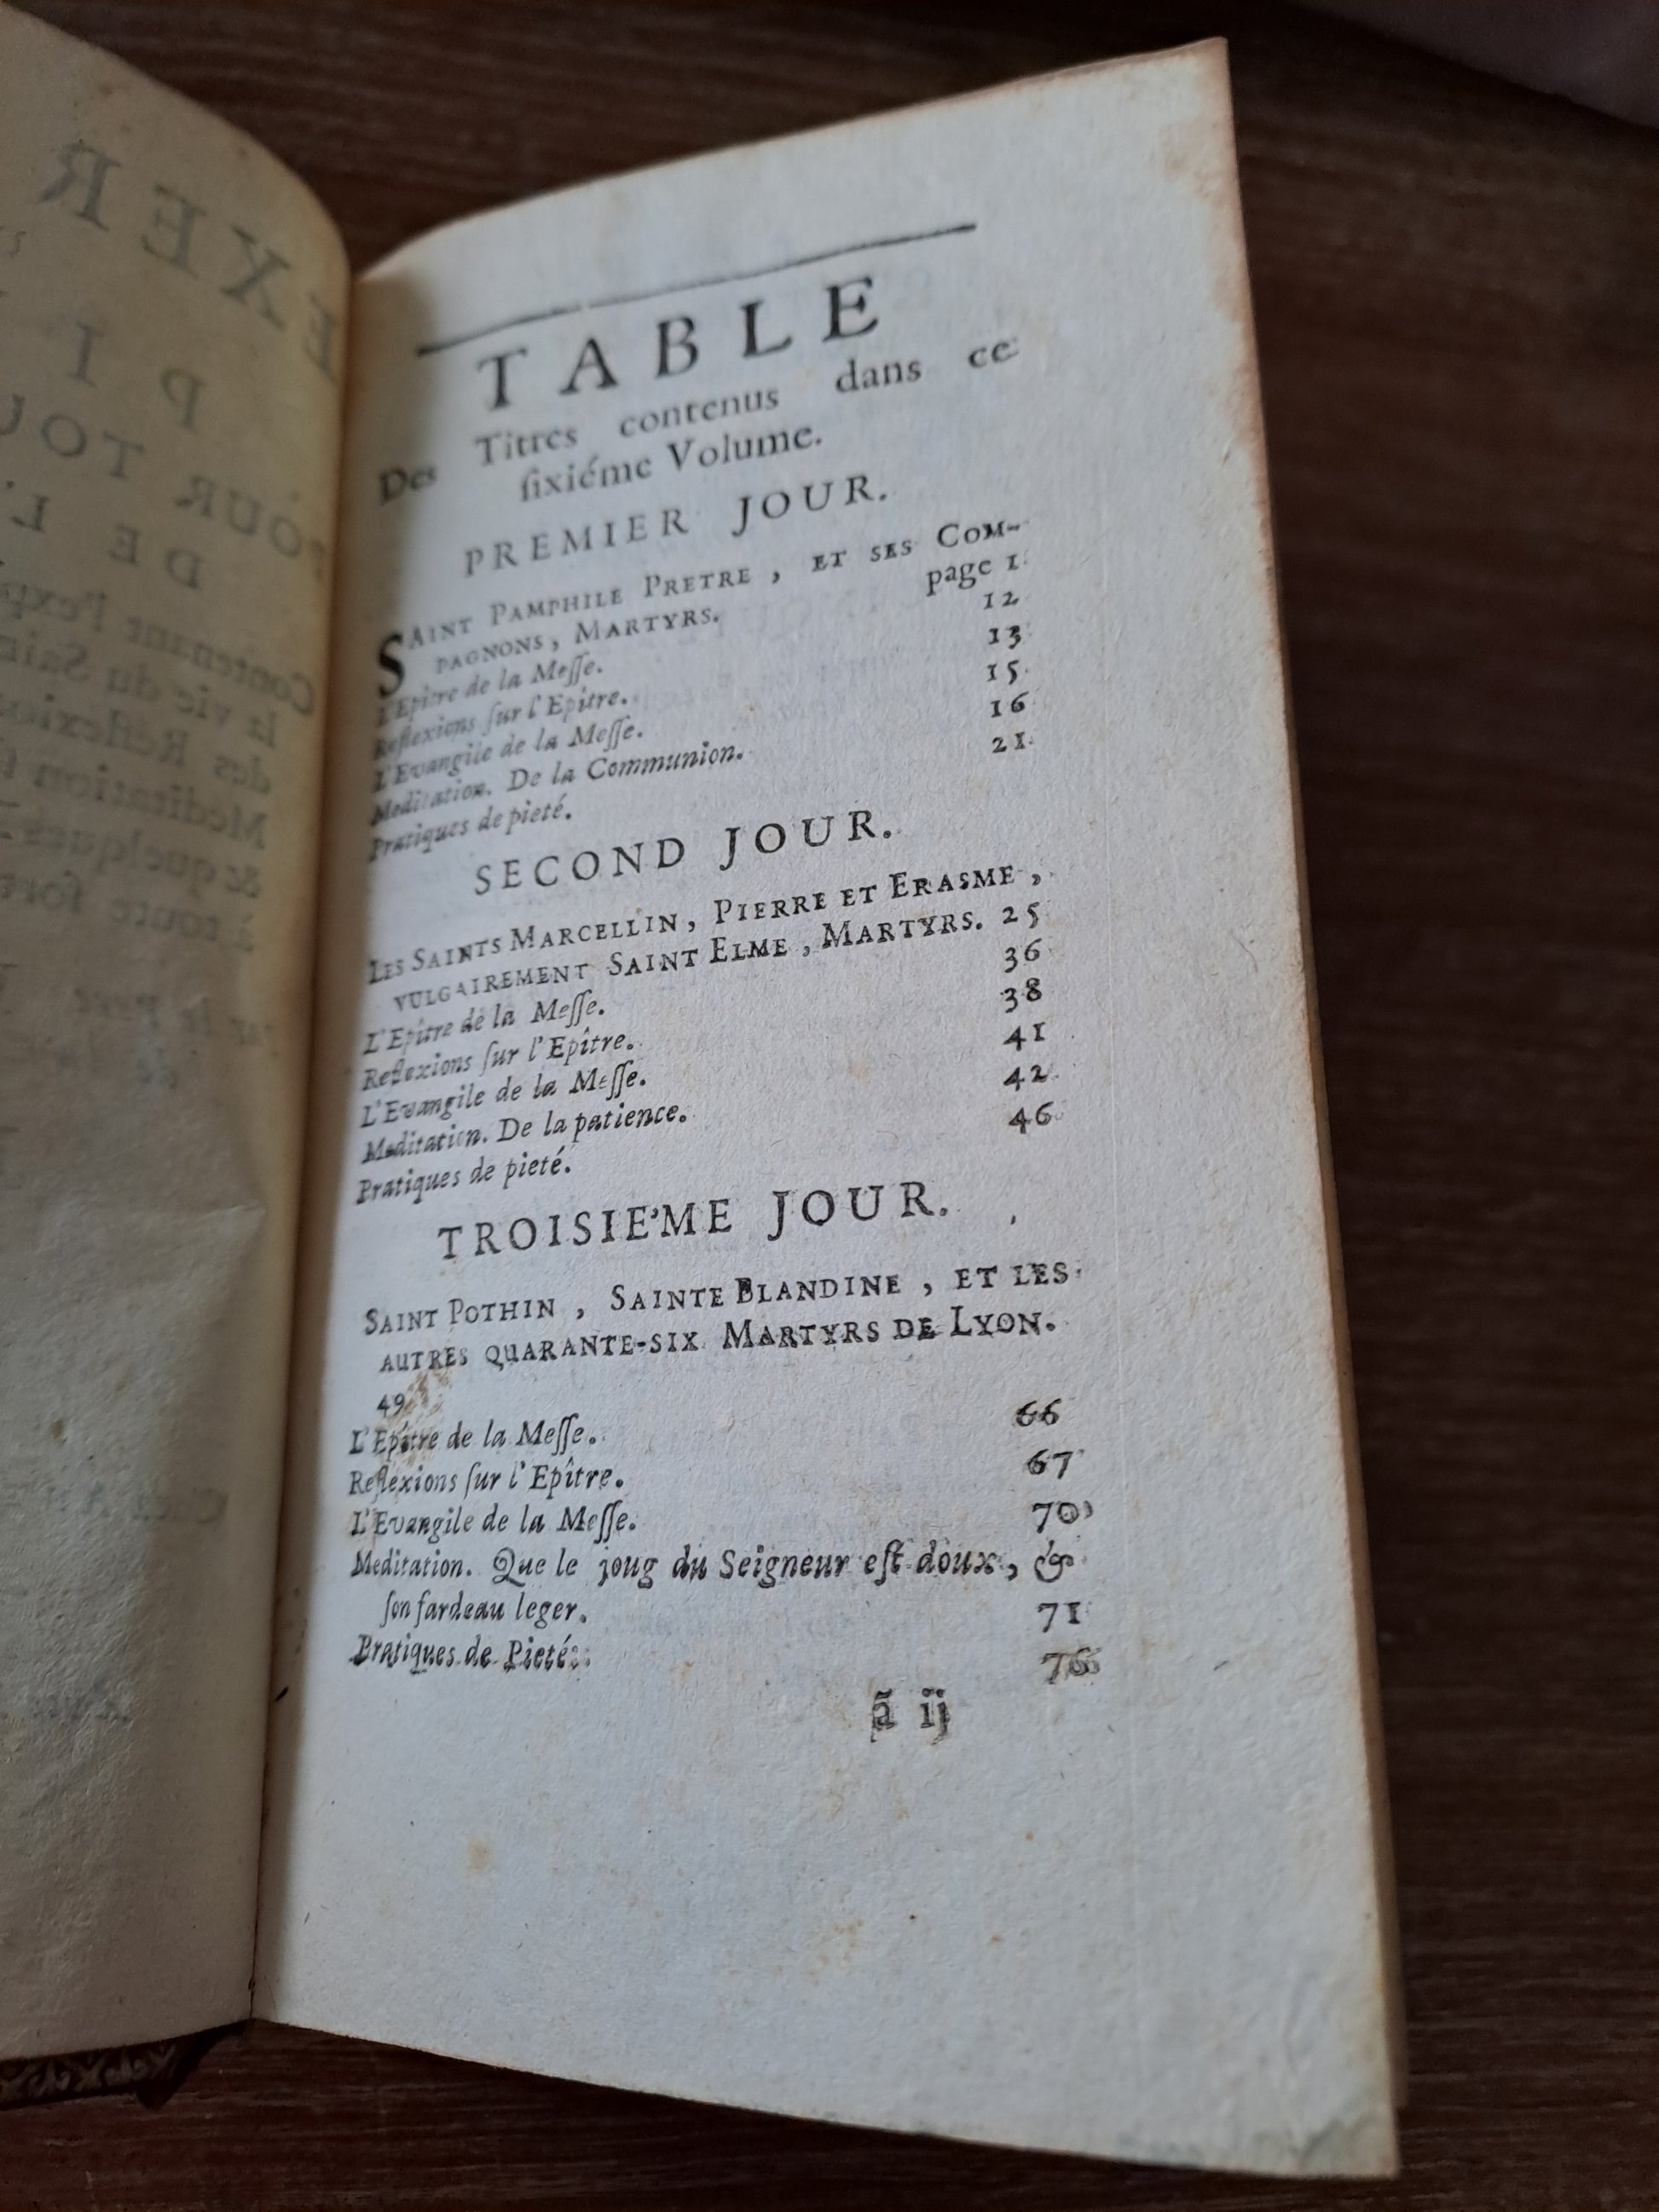 TABLE
Des Titres contenus dans ce
ſixiéme Volume.
PREMIER JOUR.
SAINT PAMPHILE PRETRE, ET SES COM-
PAGNONS, MARTYRS. page 1
L'Epître de la Meſſe. 12
Reflexions ſur l'Epître. 13
L'Evangile de la Meſſe. 15
Meditation. De la Communion. 16
Pratiques de pieté. 21
SECOND JOUR.
LES SAINTS MARCELLIN, PIERRE ET ERASME,
VULGAIREMENT SAINT ELME, MARTYRS. 25
L'Epître de la Meſſe. 36
Reflexions ſur l'Epître. 38
L'Evangile de la Meſſe. 41
Meditation. De la patience. 42
Pratiques de pieté. 46
TROISIE'ME JOUR.
SAINT POTHIN, SAINTE BLANDINE, ET LES
AUTRES QUARANTE-SIX MARTYRS DE LYON.
49
L'Epître de la Meſſe. 66
Reflexions ſur l'Epître. 67
L'Evangile de la Meſſe. 70
Meditation. Que le joug du Seigneur eſt doux, &
ſon fardeau leger. 71
Pratiques de Pieté. 76
ã ij